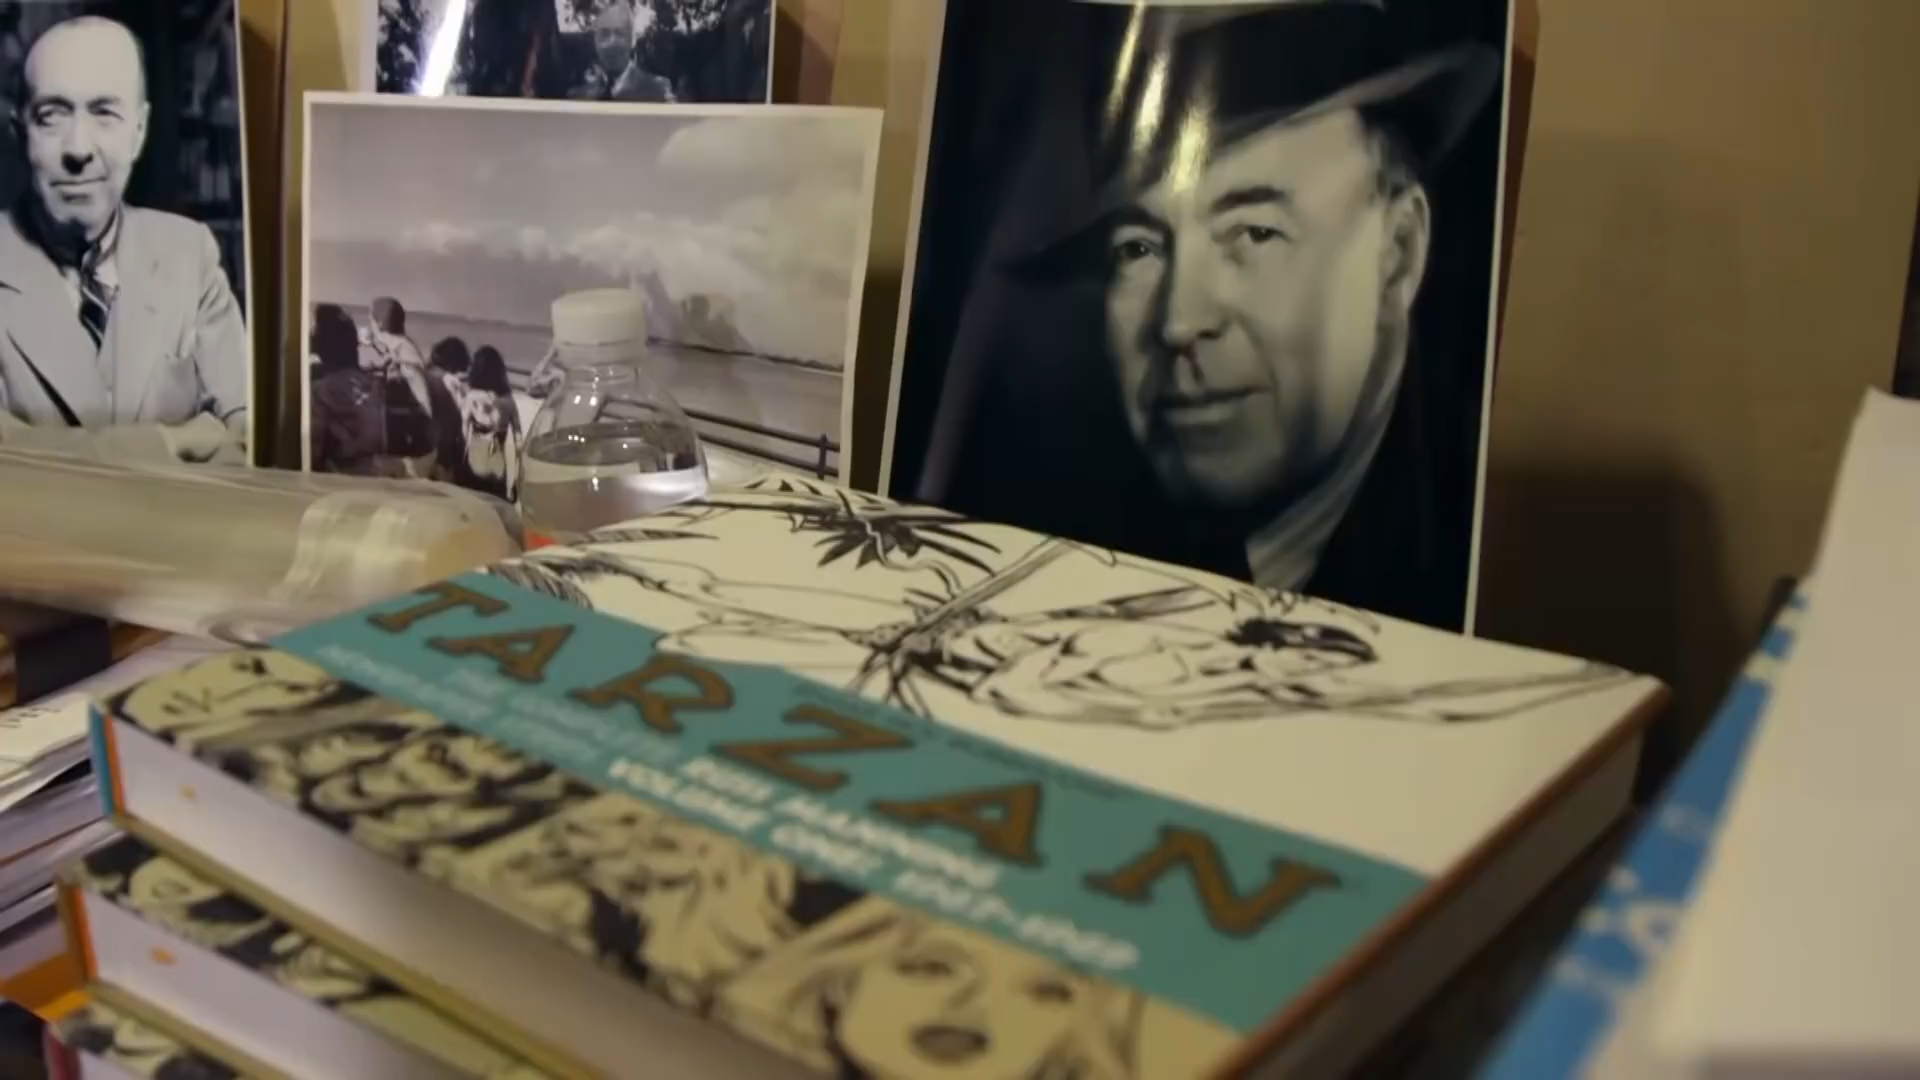 TARZAN
THE COMPLETE RUSS MANNING
NEWSPAPER STRIPS VOLUME ONE: 1967-1969